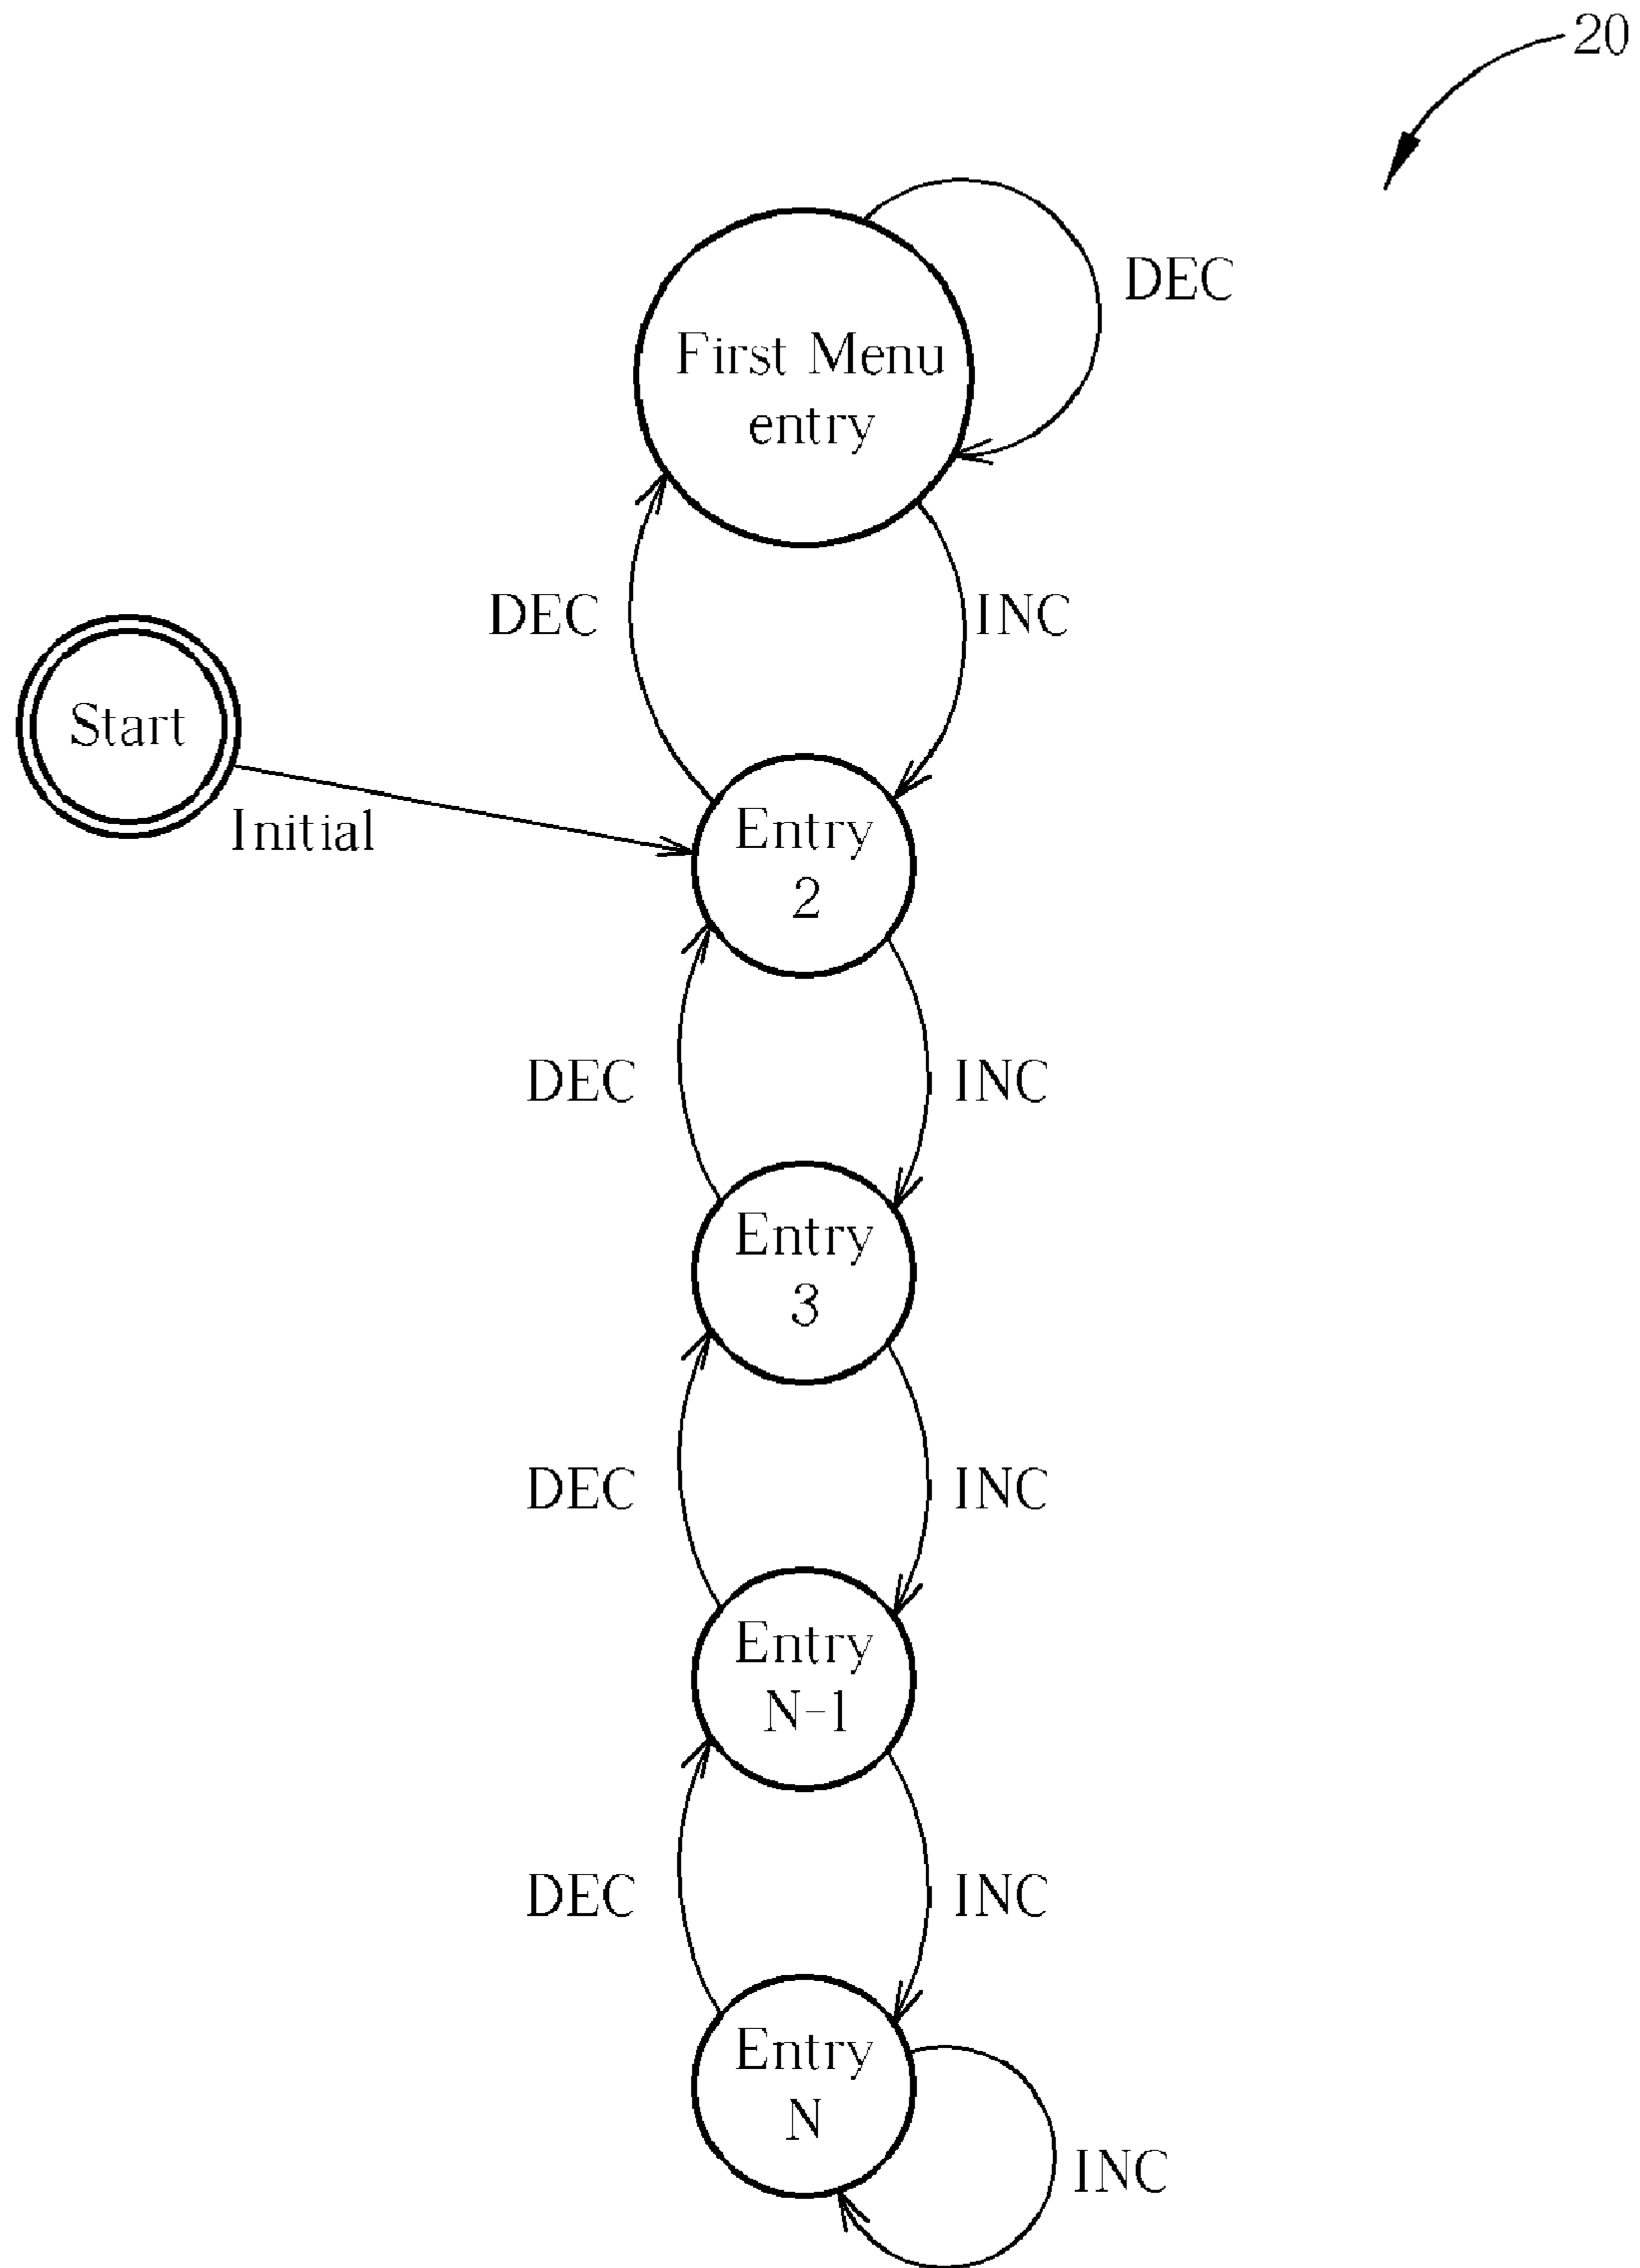 20
DEC
First Menu
entry
DEC
INC
Start
Initial
Entry
2
DEC
INC
Entry
3
DEC
INC
Entry
N-1
DEC
INC
Entry
N
INC